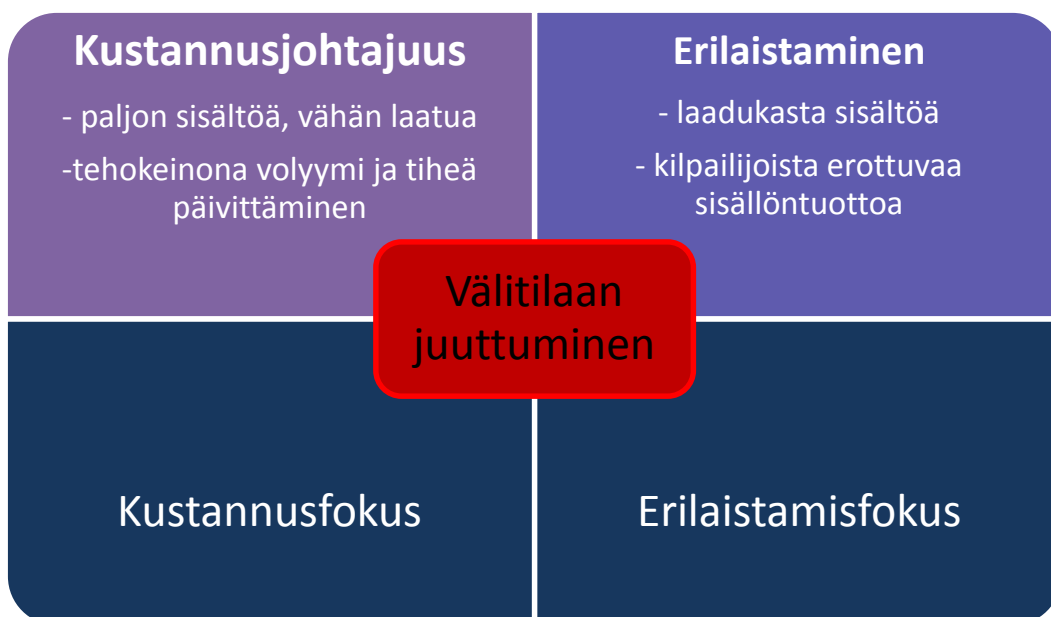 Kustannusjohtajuus
- paljon sisältöä, vähän laatua
-tehokeinona volyymi ja tiheä
päivittäminen
Erilaistaminen
- laadukasta sisältöä
- kilpailijoista erottuvaa
sisällöntuottoa
Välitilaan
juuttuminen
Kustannusfokus
Erilaistamisfokus